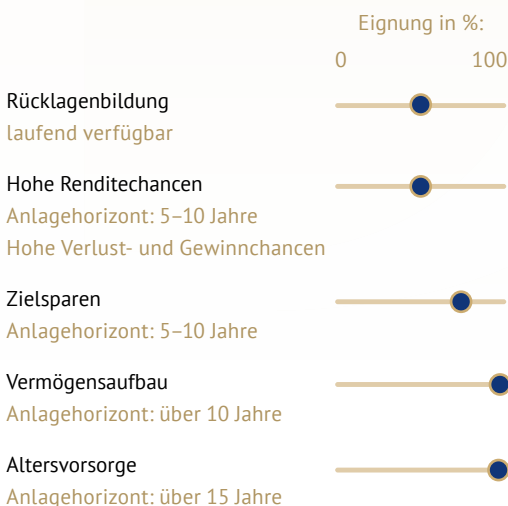 Eignung in %:
0 100
Rücklagenbildung
laufend verfügbar
Hohe Renditechancen
Anlagehorizont: 5–10 Jahre
Hohe Verlust- und Gewinnchancen
Zielsparen
Anlagehorizont: 5–10 Jahre
Vermögensaufbau
Anlagehorizont: über 10 Jahre
Altersvorsorge
Anlagehorizont: über 15 Jahre